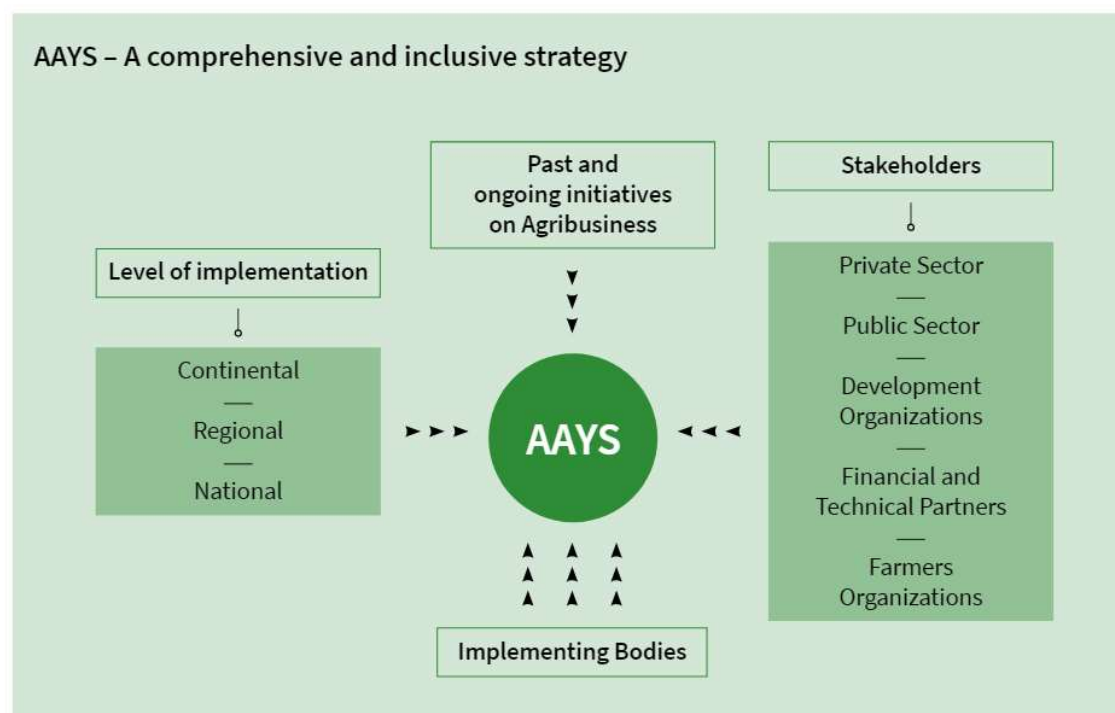 AAYS – A comprehensive and inclusive strategy
Past and
ongoing initiatives
on Agribusiness
Stakeholders
Level of implementation
Private Sector
Public Sector
Development
Organizations
Financial and
Technical Partners
Farmers
Organizations
Continental
Regional
National
AAYS
Implementing Bodies